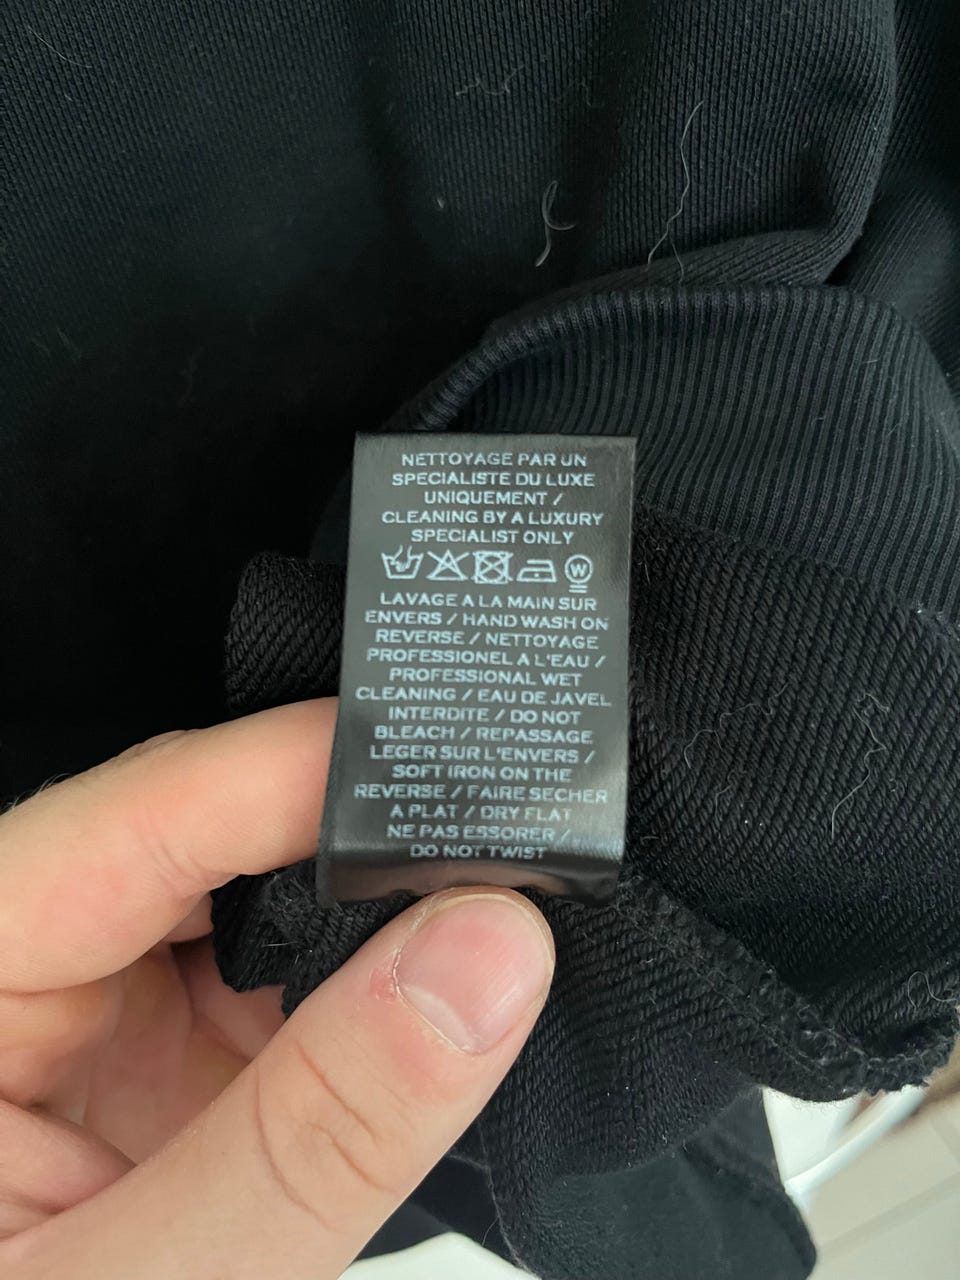 NETTOYAGE PAR UN
SPECIALISTE DU LUXE
UNIQUEMENT /
CLEANING BY A LUXURY
SPECIALIST ONLY
W
LAVAGE A LA MAIN SUR
ENVERS / HAND WASH ON
REVERSE / NETTOYAGE
PROFESSIONEL A L'EAU /
PROFESSIONAL WET
CLEANING / EAU DE JAVEL
INTERDITE / DO NOT
BLEACH / REPASSAGE
LEGER SUR L'ENVERS /
SOFT IRON ON THE
REVERSE / FAIRE SECHER
A PLAT / DRY FLAT
NE PAS ESSORER /
DO NOT TWIST